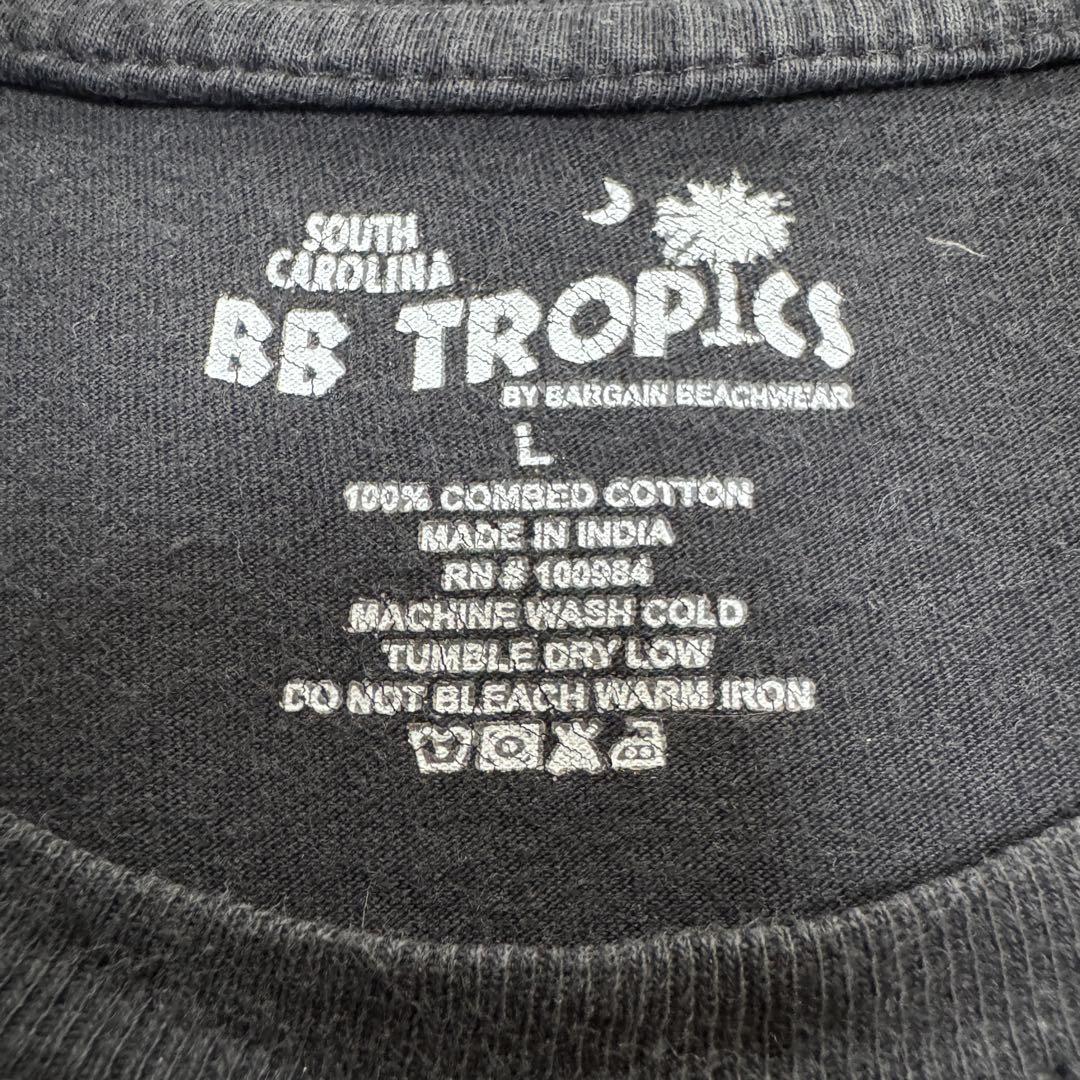 SOUTH
CAROLINA
BB TROPICS
BY BARGAIN BEACHWEAR
L
100% COMBED COTTON
MADE IN INDIA
RN # 100984
MACHINE WASH COLD
TUMBLE DRY LOW
DO NOT BLEACH WARM IRON